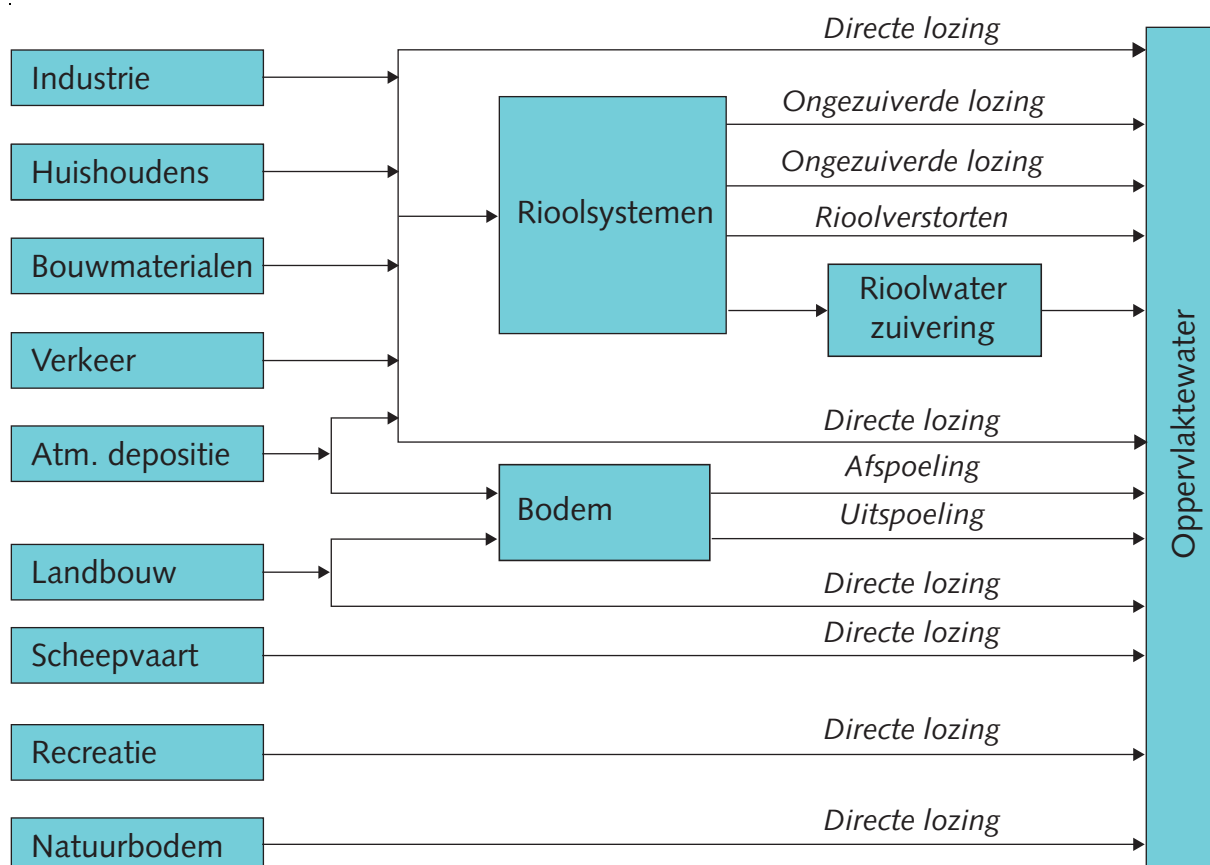 Directe lozing
Industrie
Ongezuiverde lozing
Huishoudens
Ongezuiverde lozing
Rioolsystemen
Rioolverstorten
Bouwmaterialen
Rioolwater
zuivering
Verkeer
Directe lozing
Atm. depositie
Afspoeling
Bodem
Uitspoeling
Landbouw
Directe lozing
Scheepvaart
Directe lozing
Recreatie
Directe lozing
Natuurbodem
Directe lozing
Oppervlaktewater